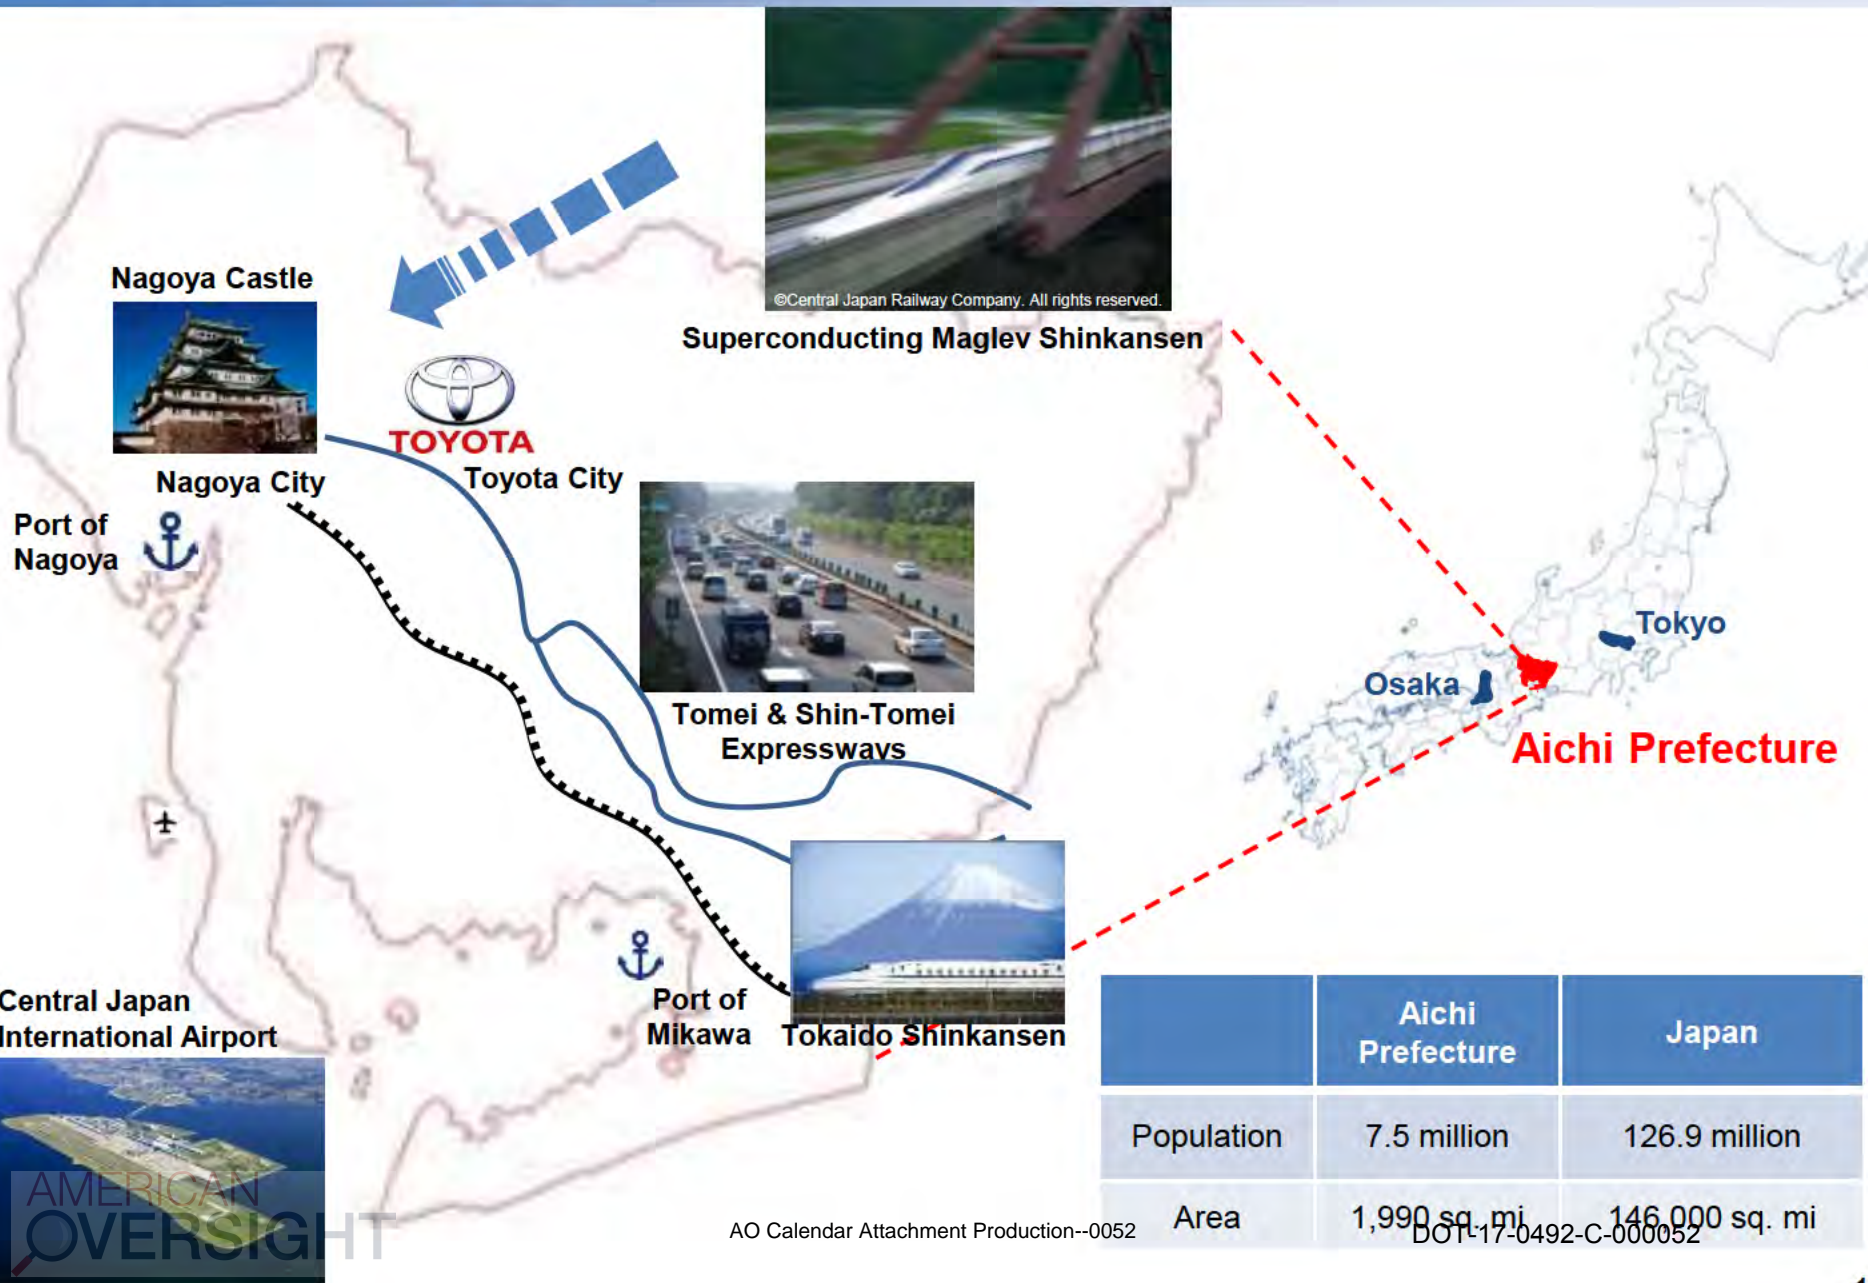 ©Central Japan Railway Company. All rights reserved.
Superconducting Maglev Shinkansen
Nagoya Castle
TOYOTA
Toyota City
Nagoya City
Port of
Nagoya
Tomei & Shin-Tomei
Expressways
Tokyo
Osaka
Aichi Prefecture
Central Japan
International Airport
Port of
Mikawa
Tokaido Shinkansen
Aichi
Prefecture
Japan
Population
7.5 million
126.9 million
Area
1,990 sq. mi
146,000 sq. mi
AMERICAN
OVERSIGHT
AO Calendar Attachment Production--0052
DOT-17-0492-C-000052